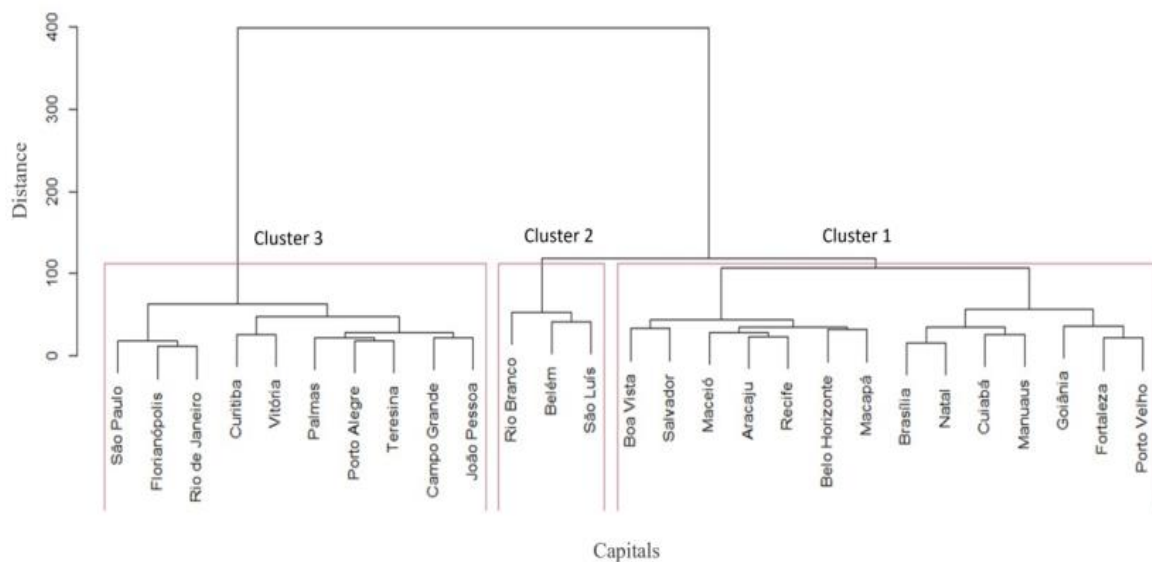 400
300
200
100
0
Distance
Cluster 3
Cluster 2
Cluster 1
São Paulo
Florianópolis
Rio de Janeiro
Curitiba
Vitória
Palmas
Porto Alegre
Teresina
Campo Grande
João Pessoa
Rio Branco
Belém
São Luís
Boa Vista
Salvador
Maceió
Aracaju
Recife
Belo Horizonte
Macapá
Brasília
Natal
Cuiabá
Manuaus
Goiânia
Fortaleza
Porto Velho
Capitals